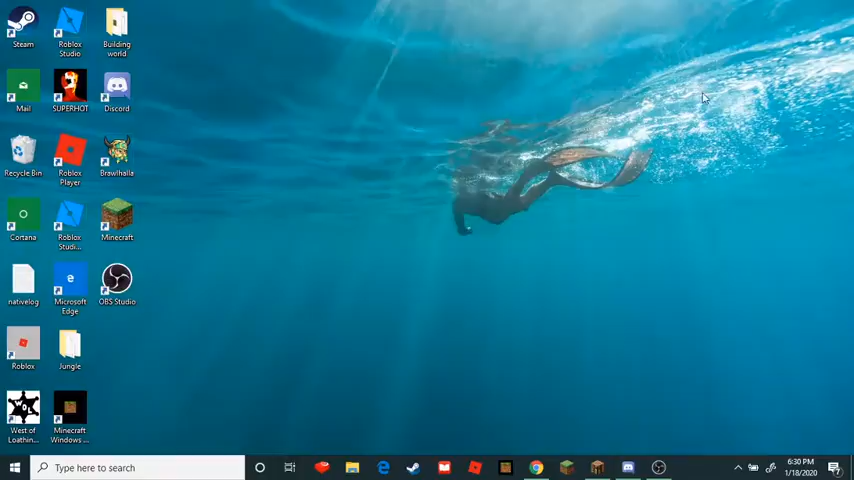 Steam
Roblox
Studio
Building
world
Mail
SUPERHOT
Discord
Recycle Bin
Roblox
Player
Brawlhalla
Cortana
Roblox
Studi...
Minecraft
nativelog
Microsoft
Edge
OBS Studio
Roblox
Jungle
West of
Loathin...
Minecraft
Windows ...
Type here to search
6:30 PM
1/18/2020